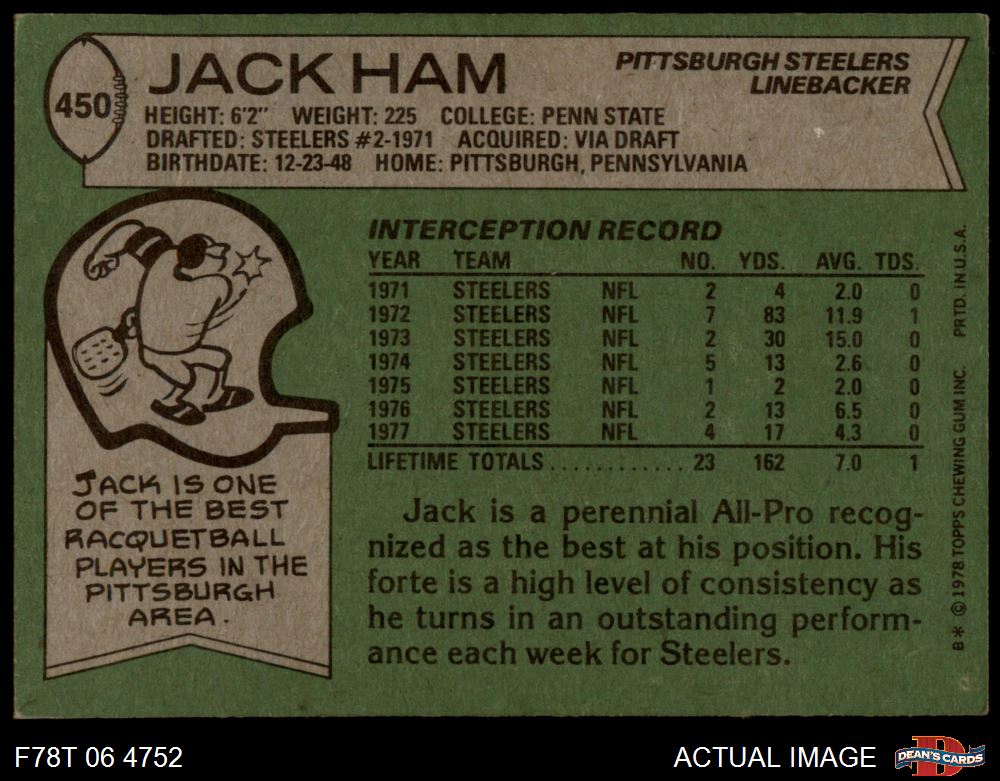 450
JACK HAM
PITTSBURGH STEELERS
LINEBACKER
HEIGHT: 6'2" WEIGHT: 225 COLLEGE: PENN STATE
DRAFTED: STEELERS #2-1971 ACQUIRED: VIA DRAFT
BIRTHDATE: 12-23-48 HOME: PITTSBURGH, PENNSYLVANIA
INTERCEPTION RECORD
YEAR TEAM NO. YDS. AVG. TDS.
1971 STEELERS NFL 2 4 2.0 0
1972 STEELERS NFL 7 83 11.9 1
1973 STEELERS NFL 2 30 15.0 0
1974 STEELERS NFL 5 13 2.6 0
1975 STEELERS NFL 1 2 2.0 0
1976 STEELERS NFL 2 13 6.5 0
1977 STEELERS NFL 4 17 4.3 0
LIFETIME TOTALS............ 23 162 7.0 1
JACK IS ONE
OF THE BEST
RACQUETBALL
PLAYERS IN THE
PITTSBURGH
AREA.
Jack is a perennial All-Pro recog-
nized as the best at his position. His
forte is a high level of consistency as
he turns in an outstanding perform-
ance each week for Steelers.
B* © 1978 TOPPS CHEWING GUM INC. PRTD. IN U.S.A.
F78T 06 4752
ACTUAL IMAGE
D
DEAN'S CARDS